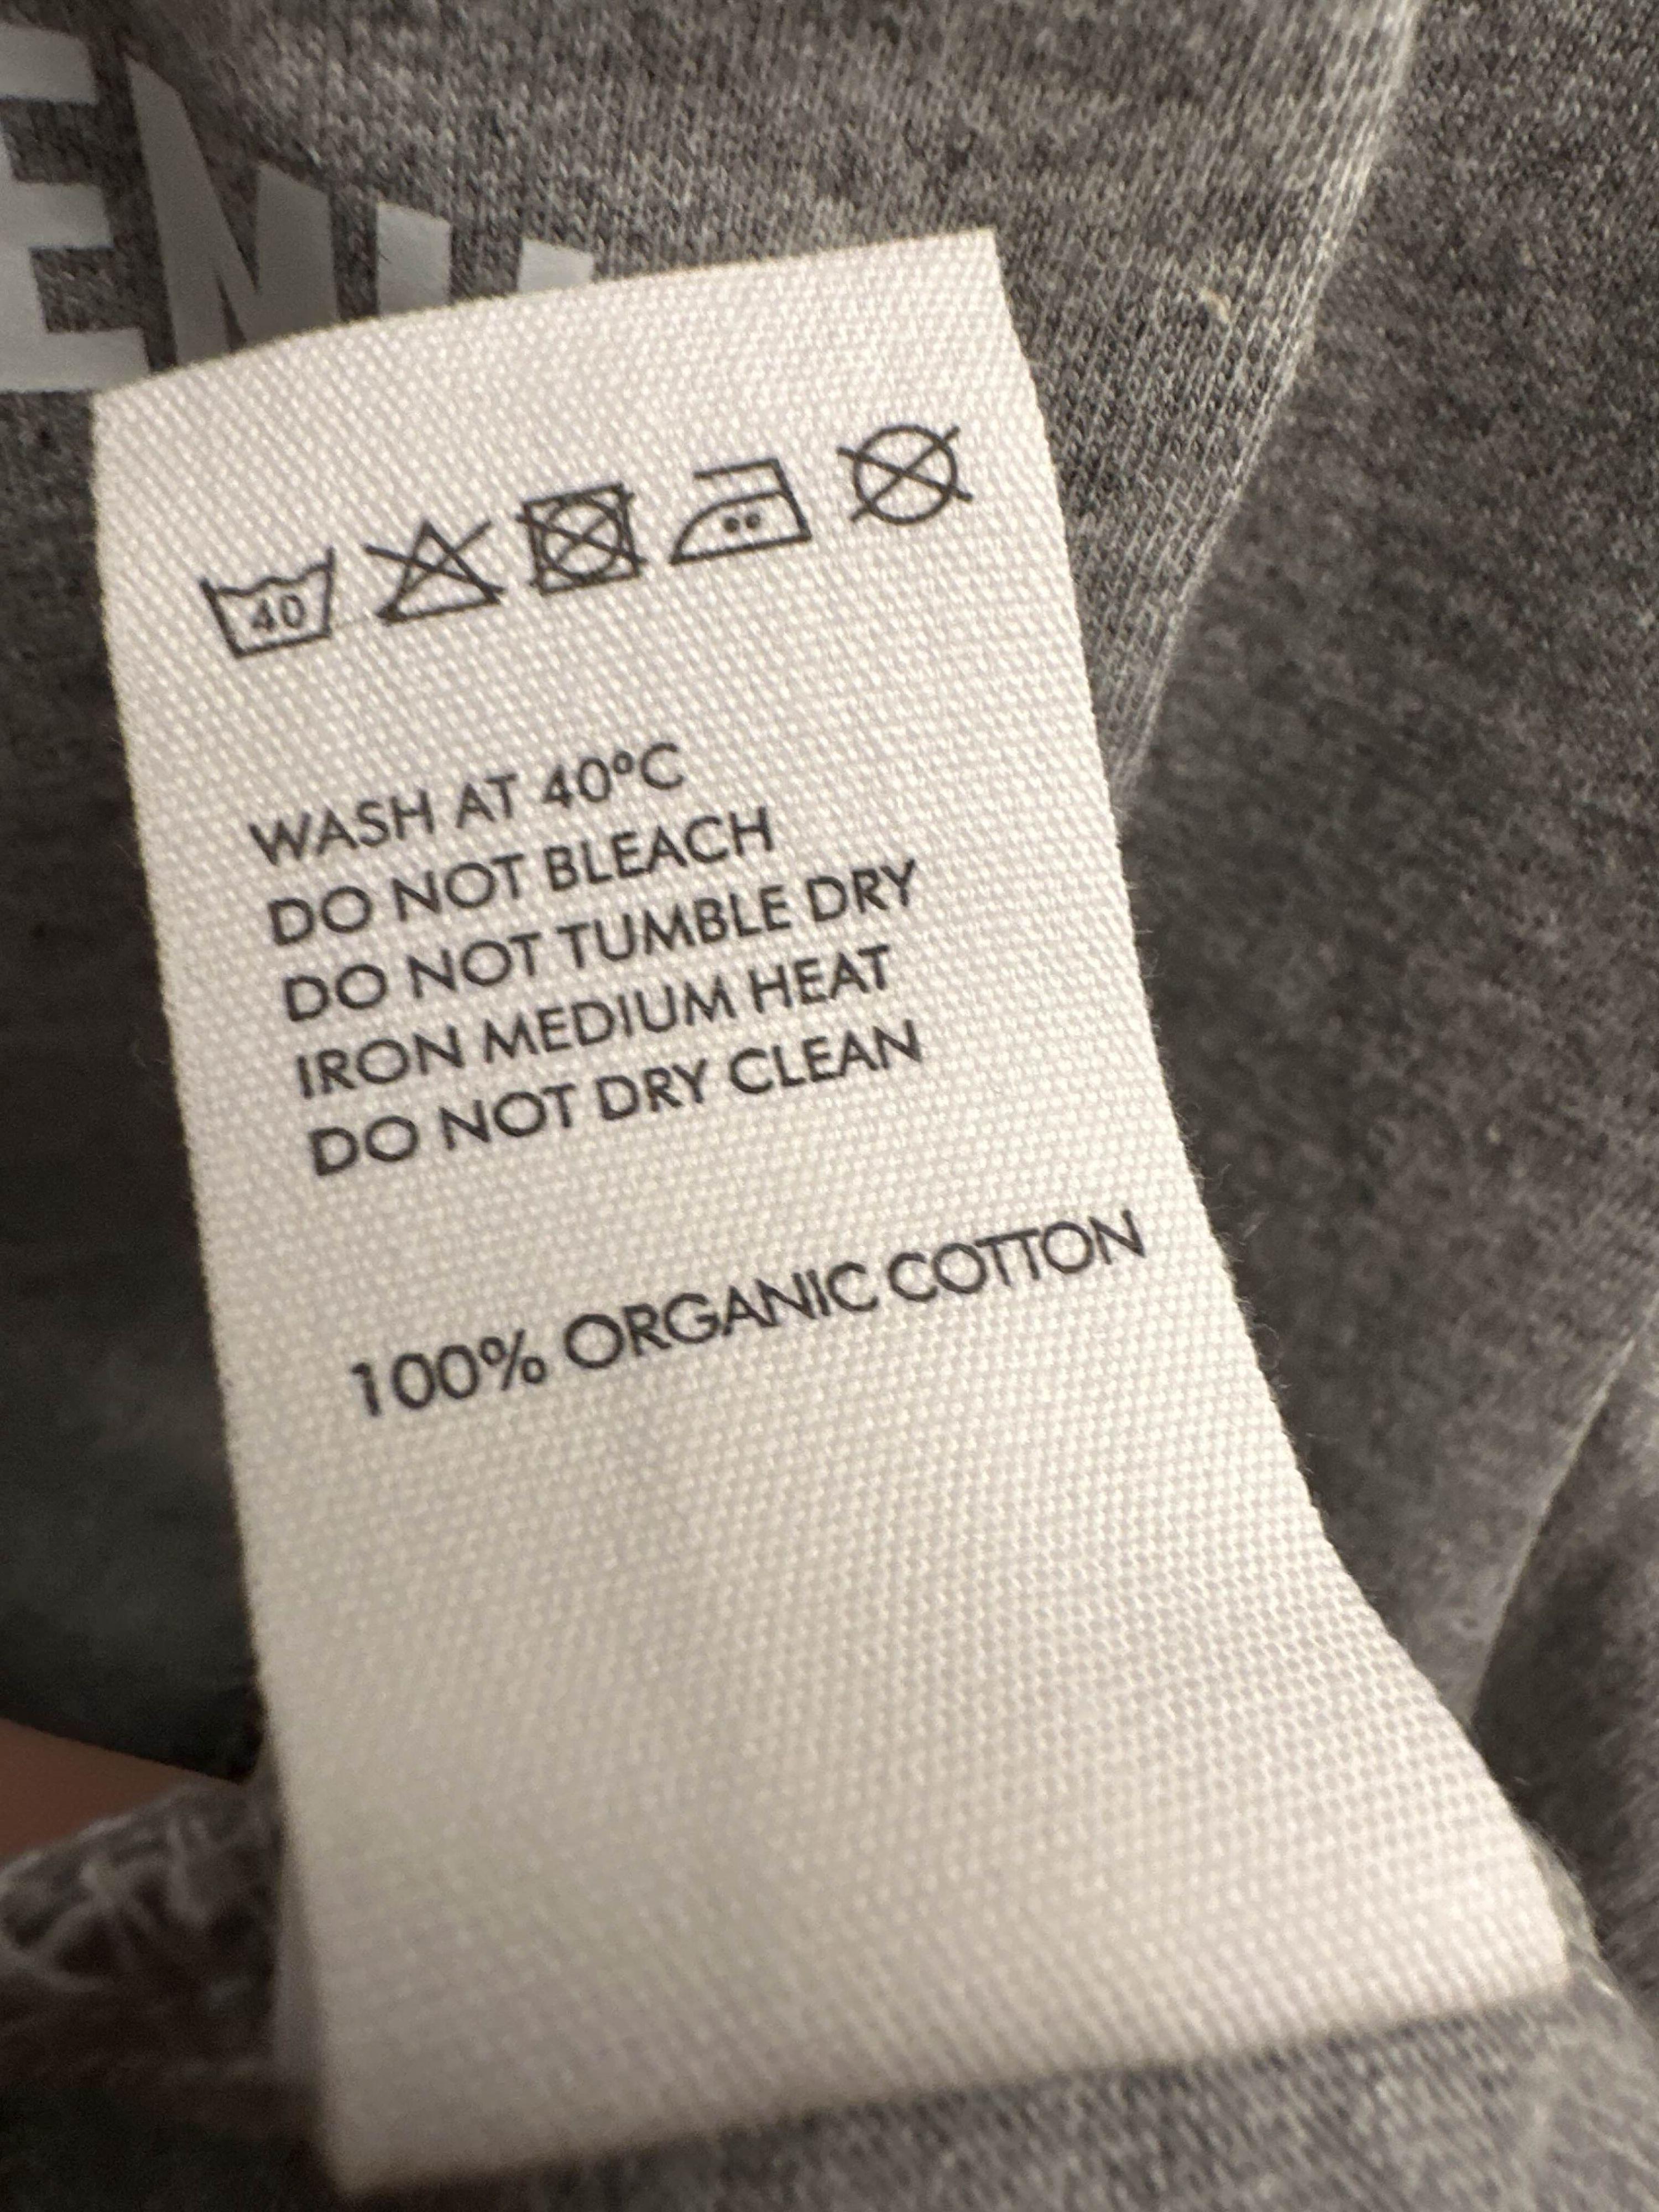 40
WASH AT 40ºC
DO NOT BLEACH
DO NOT TUMBLE DRY
IRON MEDIUM HEAT
DO NOT DRY CLEAN
100% ORGANIC COTTON